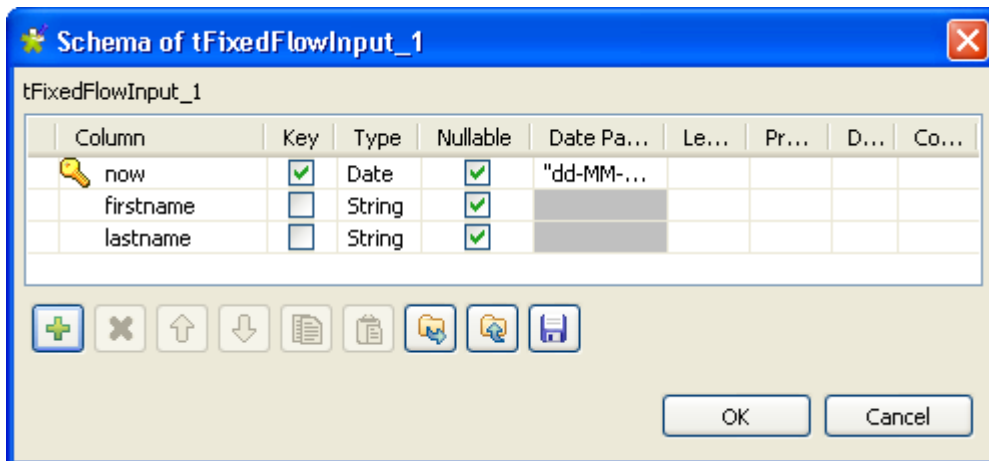 Schema of tFixedFlowInput_1
tFixedFlowInput_1
Column Key Type Nullable Date Pa... Le... Pr... D... Co...
now Date "dd-MM-...
firstname String
lastname String
OK Cancel